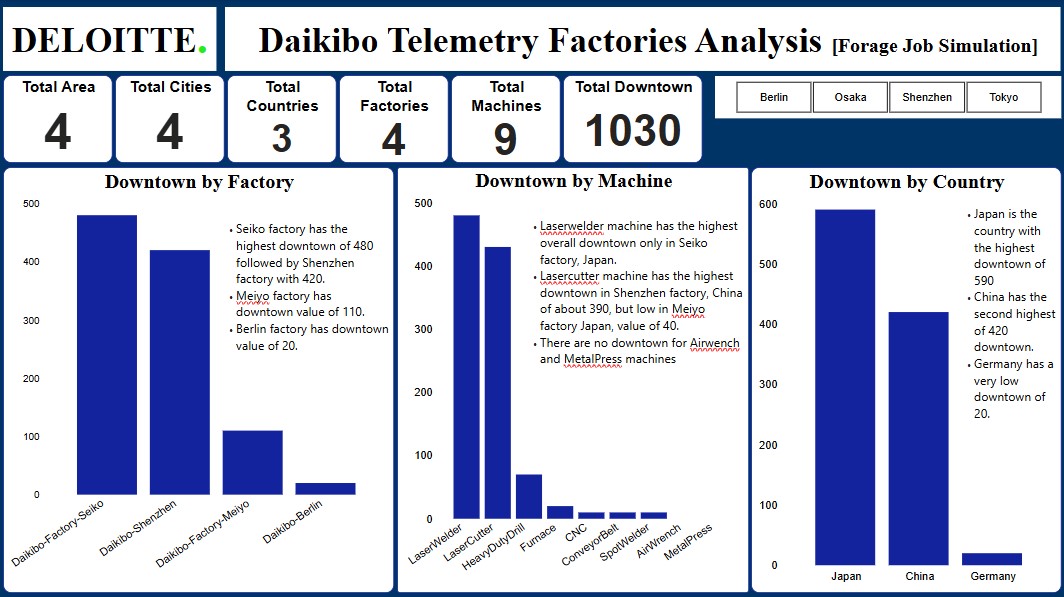 DELOITTE.
Daikibo Telemetry Factories Analysis [Forage Job Simulation]
Total Area
4
Total Cities
4
Total
Countries
3
Total
Factories
4
Total
Machines
9
Total Downtown
1030
Berlin
Osaka
Shenzhen
Tokyo
Downtown by Factory
500
400
300
200
100
0
Daikibo-Factory-Seiko
Daikibo-Shenzhen
Daikibo-Factory-Meiyo
Daikibo-Berlin
• Seiko factory has the
highest downtown of 480
followed by Shenzhen
factory with 420.
• Meiyo factory has
downtown value of 110.
• Berlin factory has downtown
value of 20.
Downtown by Machine
500
400
300
200
100
0
LaserWelder
LaserCutter
HeavyDutyDrill
Furnace
CNC
ConveyorBelt
SpotWelder
AirWrench
MetalPress
• Laserwelder machine has the highest
overall downtown only in Seiko
factory, Japan.
• Lasercutter machine has the highest
downtown in Shenzhen factory, China
of about 390, but low in Meiyo
factory Japan, value of 40.
• There are no downtown for Airwench
and MetalPress machines
Downtown by Country
600
500
400
300
200
100
0
Japan
China
Germany
• Japan is the
country with
the highest
downtown of
590
• China has the
second highest
of 420
downtown.
• Germany has a
very low
downtown of
20.